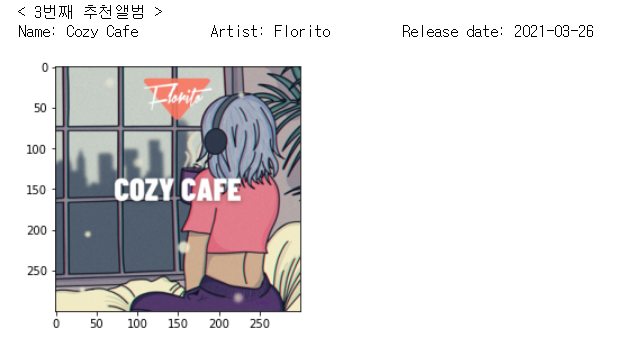 < 3번째 추천앨범 >
Name: Cozy Cafe Artist: Florito Release date: 2021-03-26
0
Florito
50
100
150
COZY CAFE
200
250
0 50 100 150 200 250